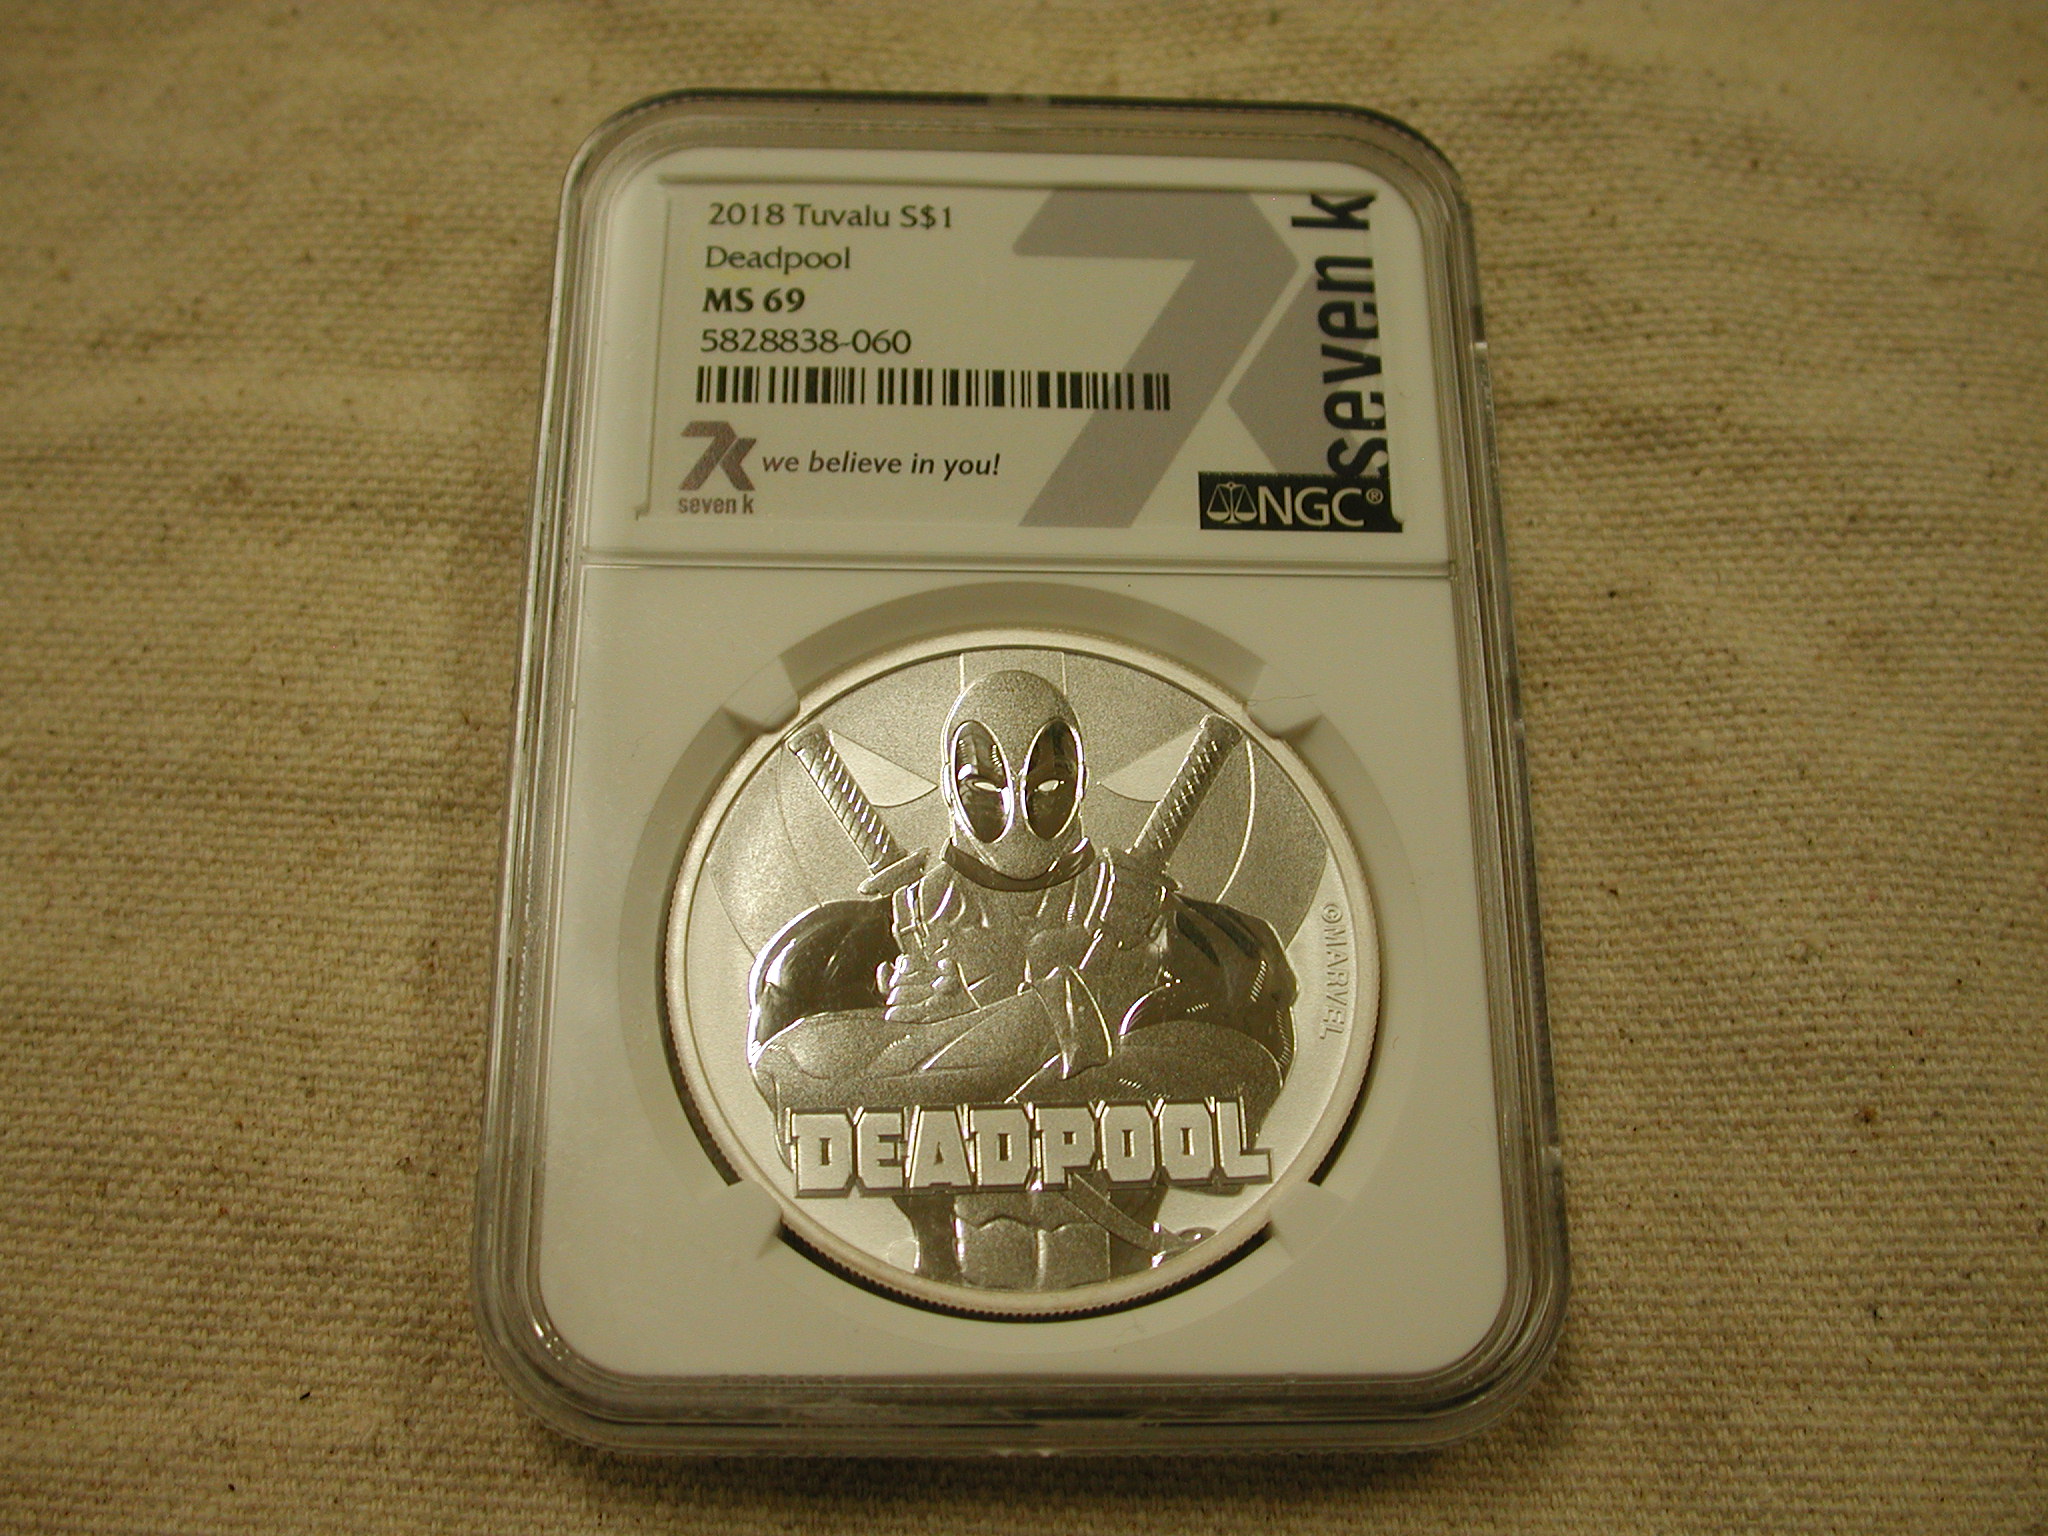 2018 Tuvalu S$1
Deadpool
MS 69
5828838-060
7k we believe in you!
seven k
seven k
NGC®
©MARVEL
DEADPOOL